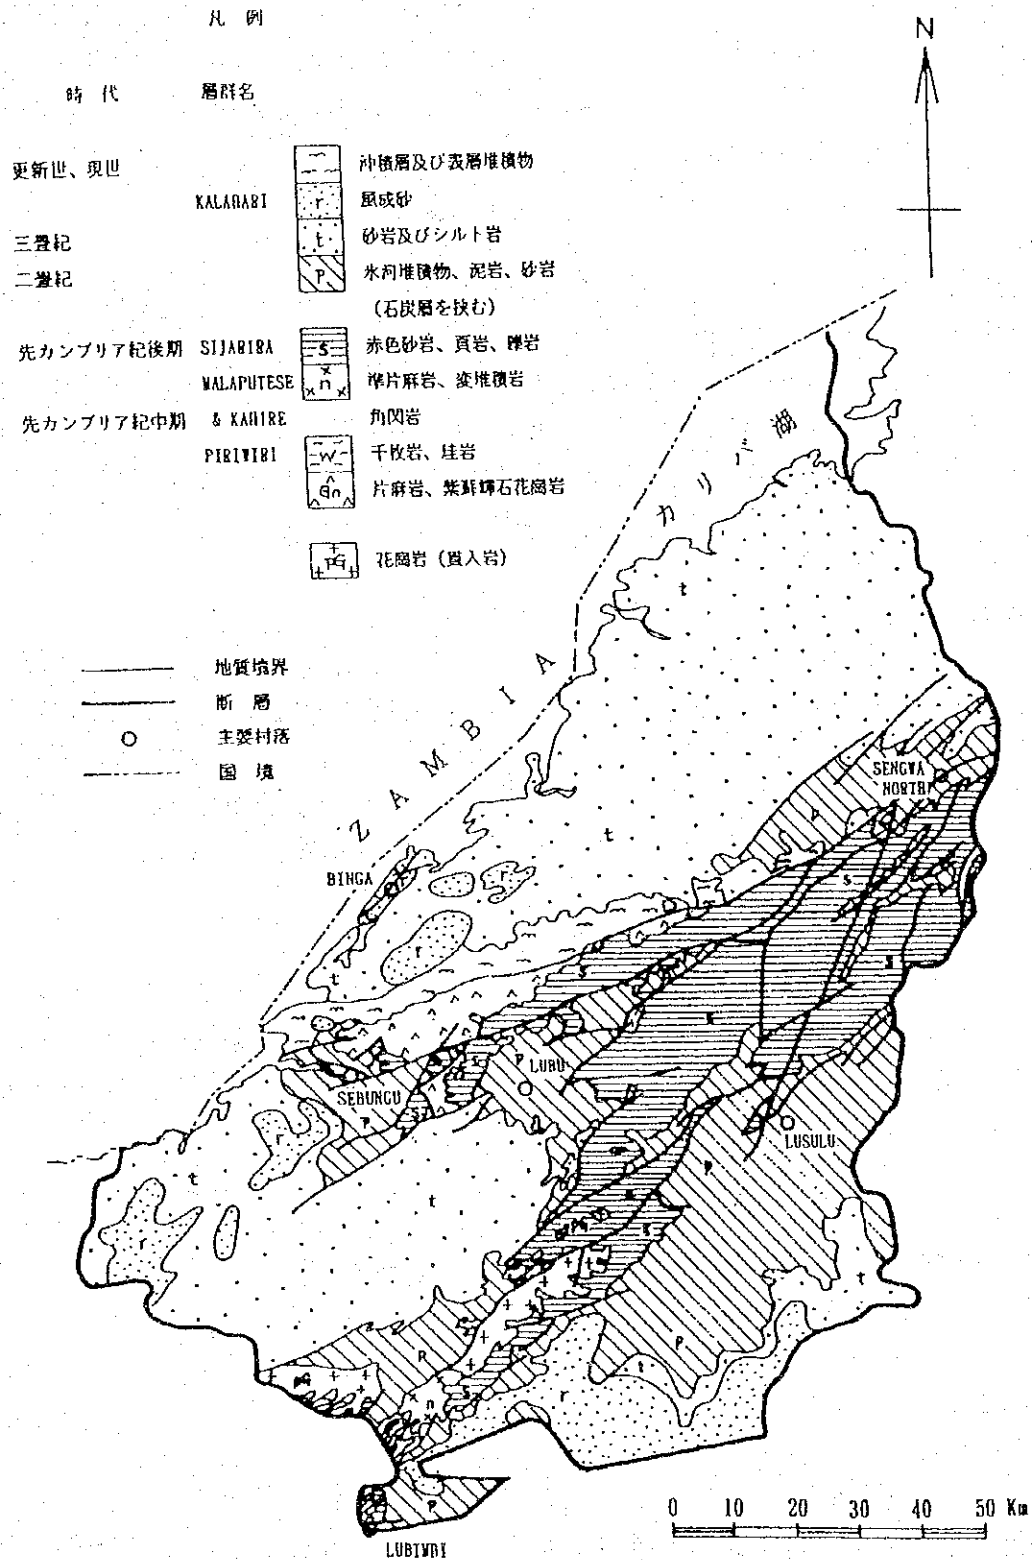 凡 例
時 代 層群名
更新世、現世 沖積層及び表層堆積物
KALAHARI r 風成砂
三畳紀 t 砂岩及びシルト岩
二畳紀 P 氷河堆積物、泥岩、砂岩
(石炭層を挟む)
先カンブリア紀後期 SIJARIRA S 赤色砂岩、頁岩、礫岩
MALAPUTESE n 準片麻岩、変堆積岩
先カンブリア紀中期 & KAHIRE 角閃岩
PIRIWIRI W 千枚岩、珪岩
Gn 片麻岩、紫蘇輝石花崗岩
PG 花崗岩 (貫入岩)
地質境界
断 層
主要村落
国 境
N
カリバ湖
ZAMBIA
t
SENGWA
NORTH
P
t
S
BINGA
r
r
r
t
S
S
S
P
LUBU
SEBUNGU
P
LUSULU
r
t
t
P
r
S
t
t
P
P
t
PG
S
n
r
P
LUBIMBI
0 10 20 30 40 50 Km